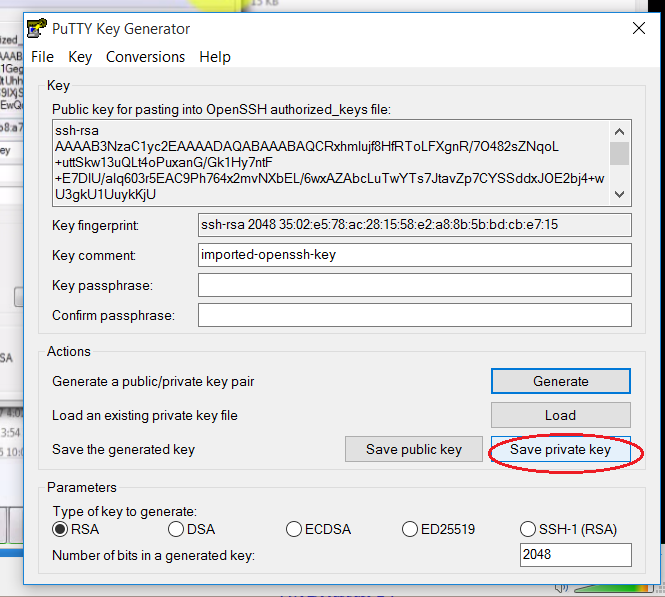 15 KB
PuTTY Key Generator
File Key Conversions Help
Key
Public key for pasting into OpenSSH authorized_keys file:
ssh-rsa
AAAAB3NzaC1yc2EAAAADAQABAAABAQCRxhmlujf8HfRToLFXgnR/7O482sZNqoL
+uttSkw13uQLt4oPuxanG/Gk1Hy7ntF
+E7DlU/alq603r5EAC9Ph764x2mvNXbEL/6wxAZAbcLuTwYTs7JtavZp7CYSSddxJOE2bj4+w
U3gkU1UuykKjU
Key fingerprint:
ssh-rsa 2048 35:02:e5:78:ac:28:15:58:e2:a8:8b:5b:bd:cb:e7:15
Key comment:
imported-openssh-key
Key passphrase:
Confirm passphrase:
Actions
Generate a public/private key pair
Generate
Load an existing private key file
Load
Save the generated key
Save public key
Save private key
Parameters
Type of key to generate:
RSA DSA ECDSA ED25519 SSH-1 (RSA)
Number of bits in a generated key:
2048